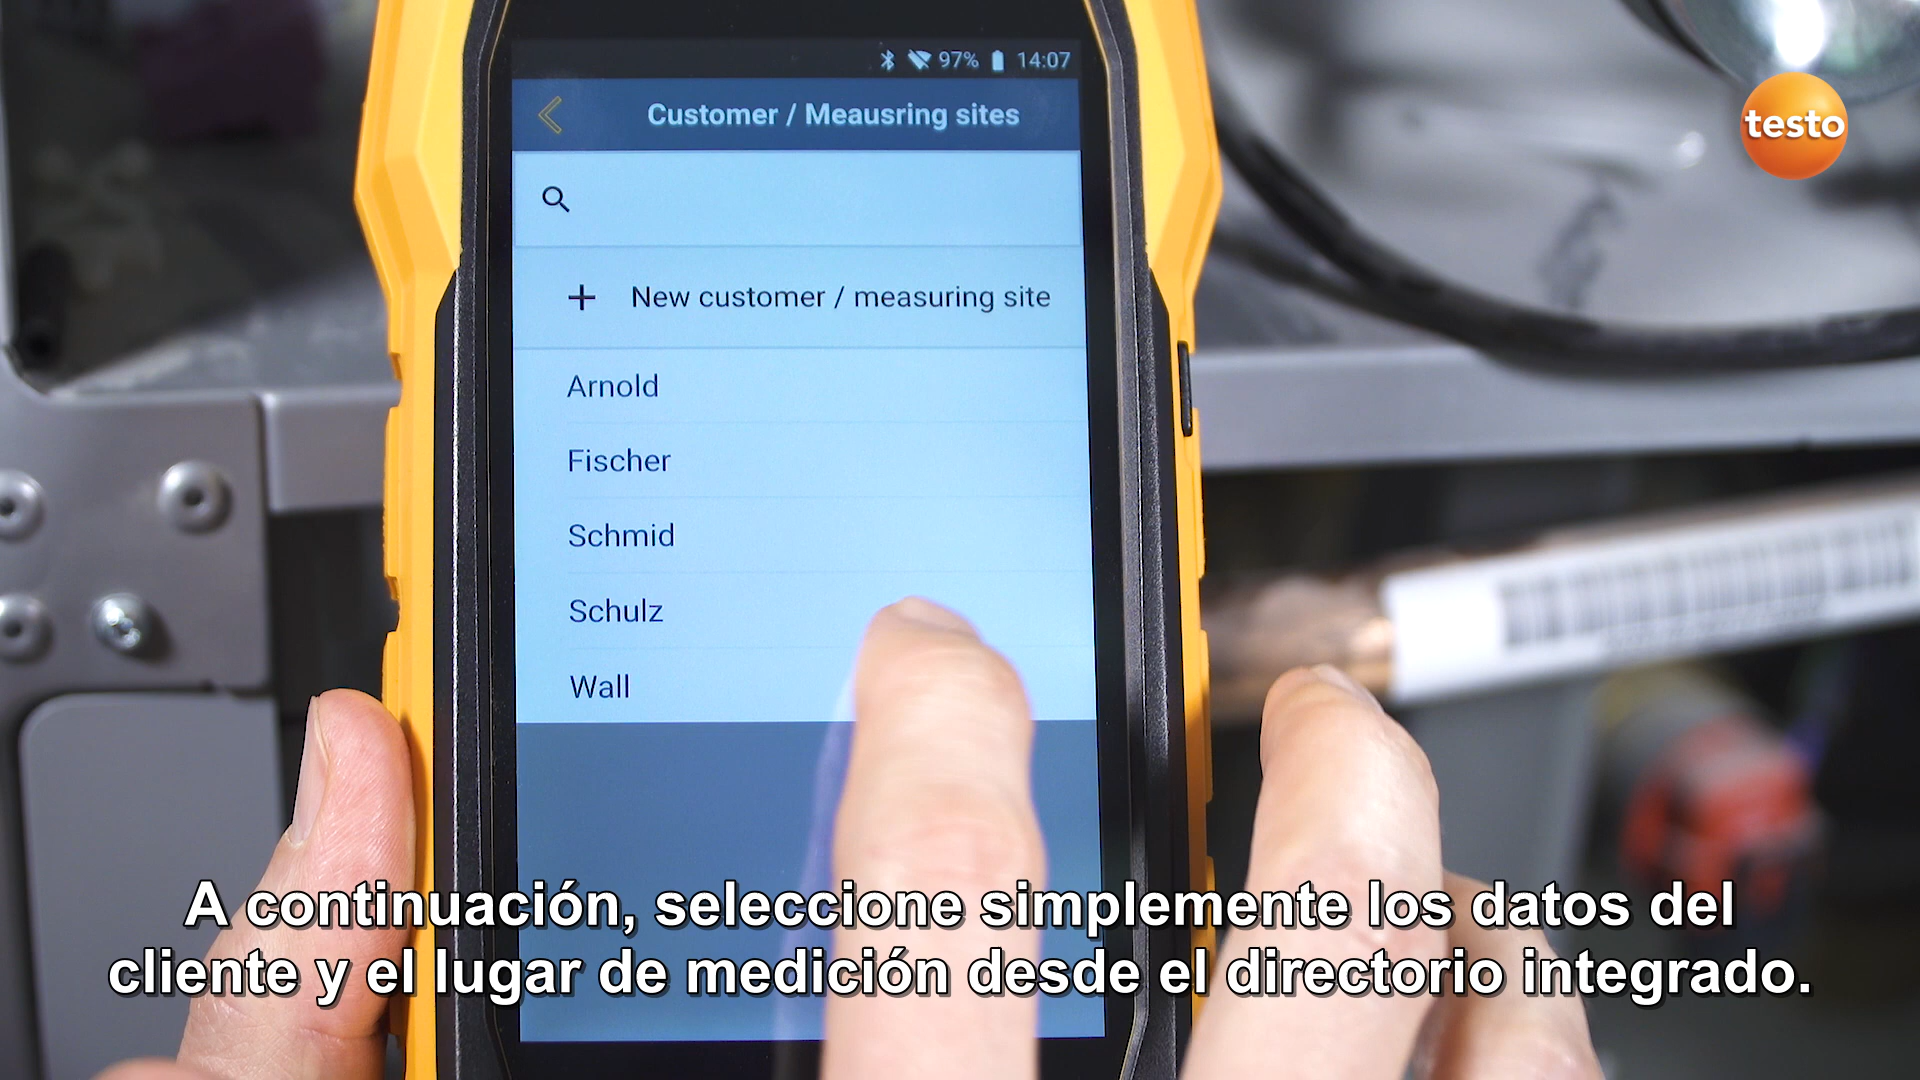 97% 14:07
Customer / Meausring sites
testo
New customer / measuring site
Arnold
Fischer
Schmid
Schulz
Wall
A continuación, seleccione simplemente los datos del
cliente y el lugar de medición desde el directorio integrado.